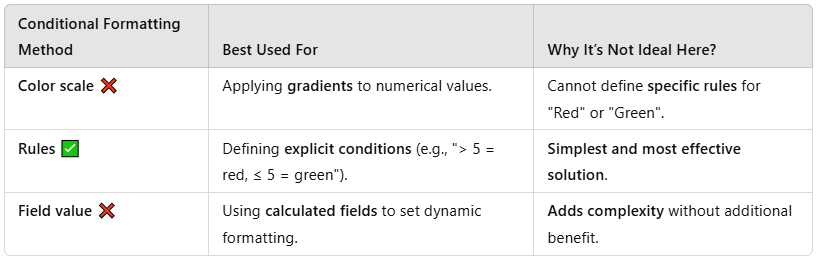 Conditional Formatting
Method
Best Used For
Why It's Not Ideal Here?
Color scale ❌
Applying gradients to numerical values.
Cannot define specific rules for
"Red" or "Green".
Rules ✅
Defining explicit conditions (e.g., "> 5 =
red, ≤ 5 = green").
Simplest and most effective
solution.
Field value ❌
Using calculated fields to set dynamic
formatting.
Adds complexity without additional
benefit.